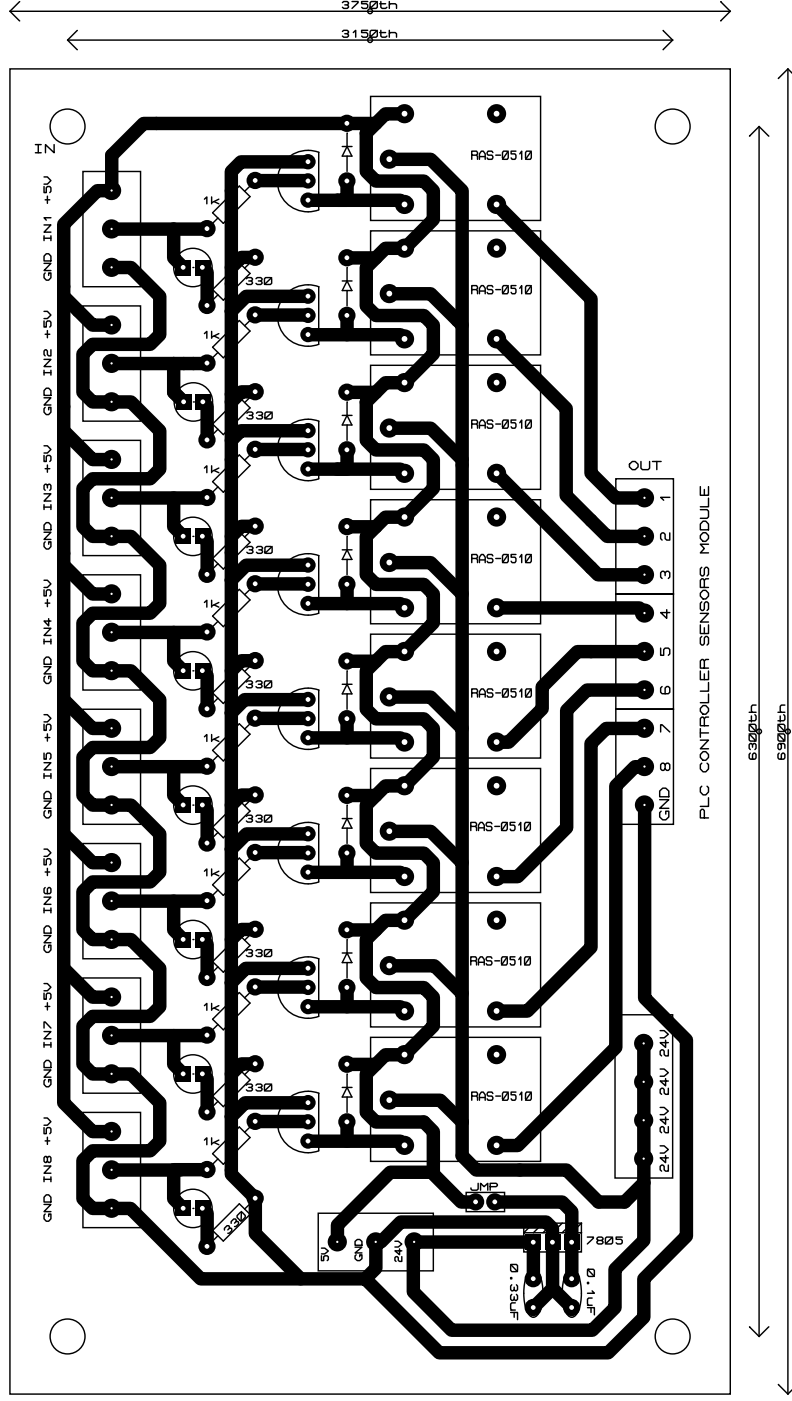 3750th
3150th
IN
+5V
IN1
GND
1k
330
RAS-0510
+5V
IN2
GND
1k
330
RAS-0510
+5V
IN3
GND
1k
330
RAS-0510
+5V
IN4
GND
1k
330
RAS-0510
+5V
IN5
GND
1k
330
RAS-0510
+5V
IN6
GND
1k
330
RAS-0510
+5V
IN7
GND
1k
330
RAS-0510
+5V
IN8
GND
1k
330
RAS-0510
OUT
1
2
3
4
5
6
7
8
GND
PLC CONTROLLER SENSORS MODULE
6300th
6900th
24V
24V
24V
24V
JMP
5V
GND
24V
7805
0.33uF
0.1uF